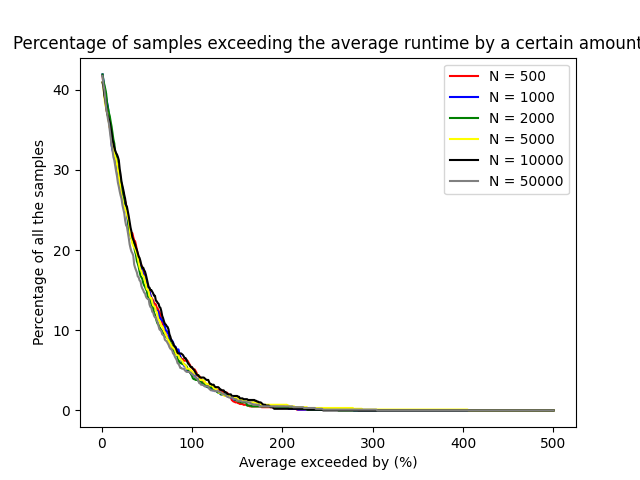 Percentage of samples exceeding the average runtime by a certain amount
N = 500
N = 1000
N = 2000
N = 5000
N = 10000
N = 50000
Percentage of all the samples
40
30
20
10
0
0 100 200 300 400 500
Average exceeded by (%)